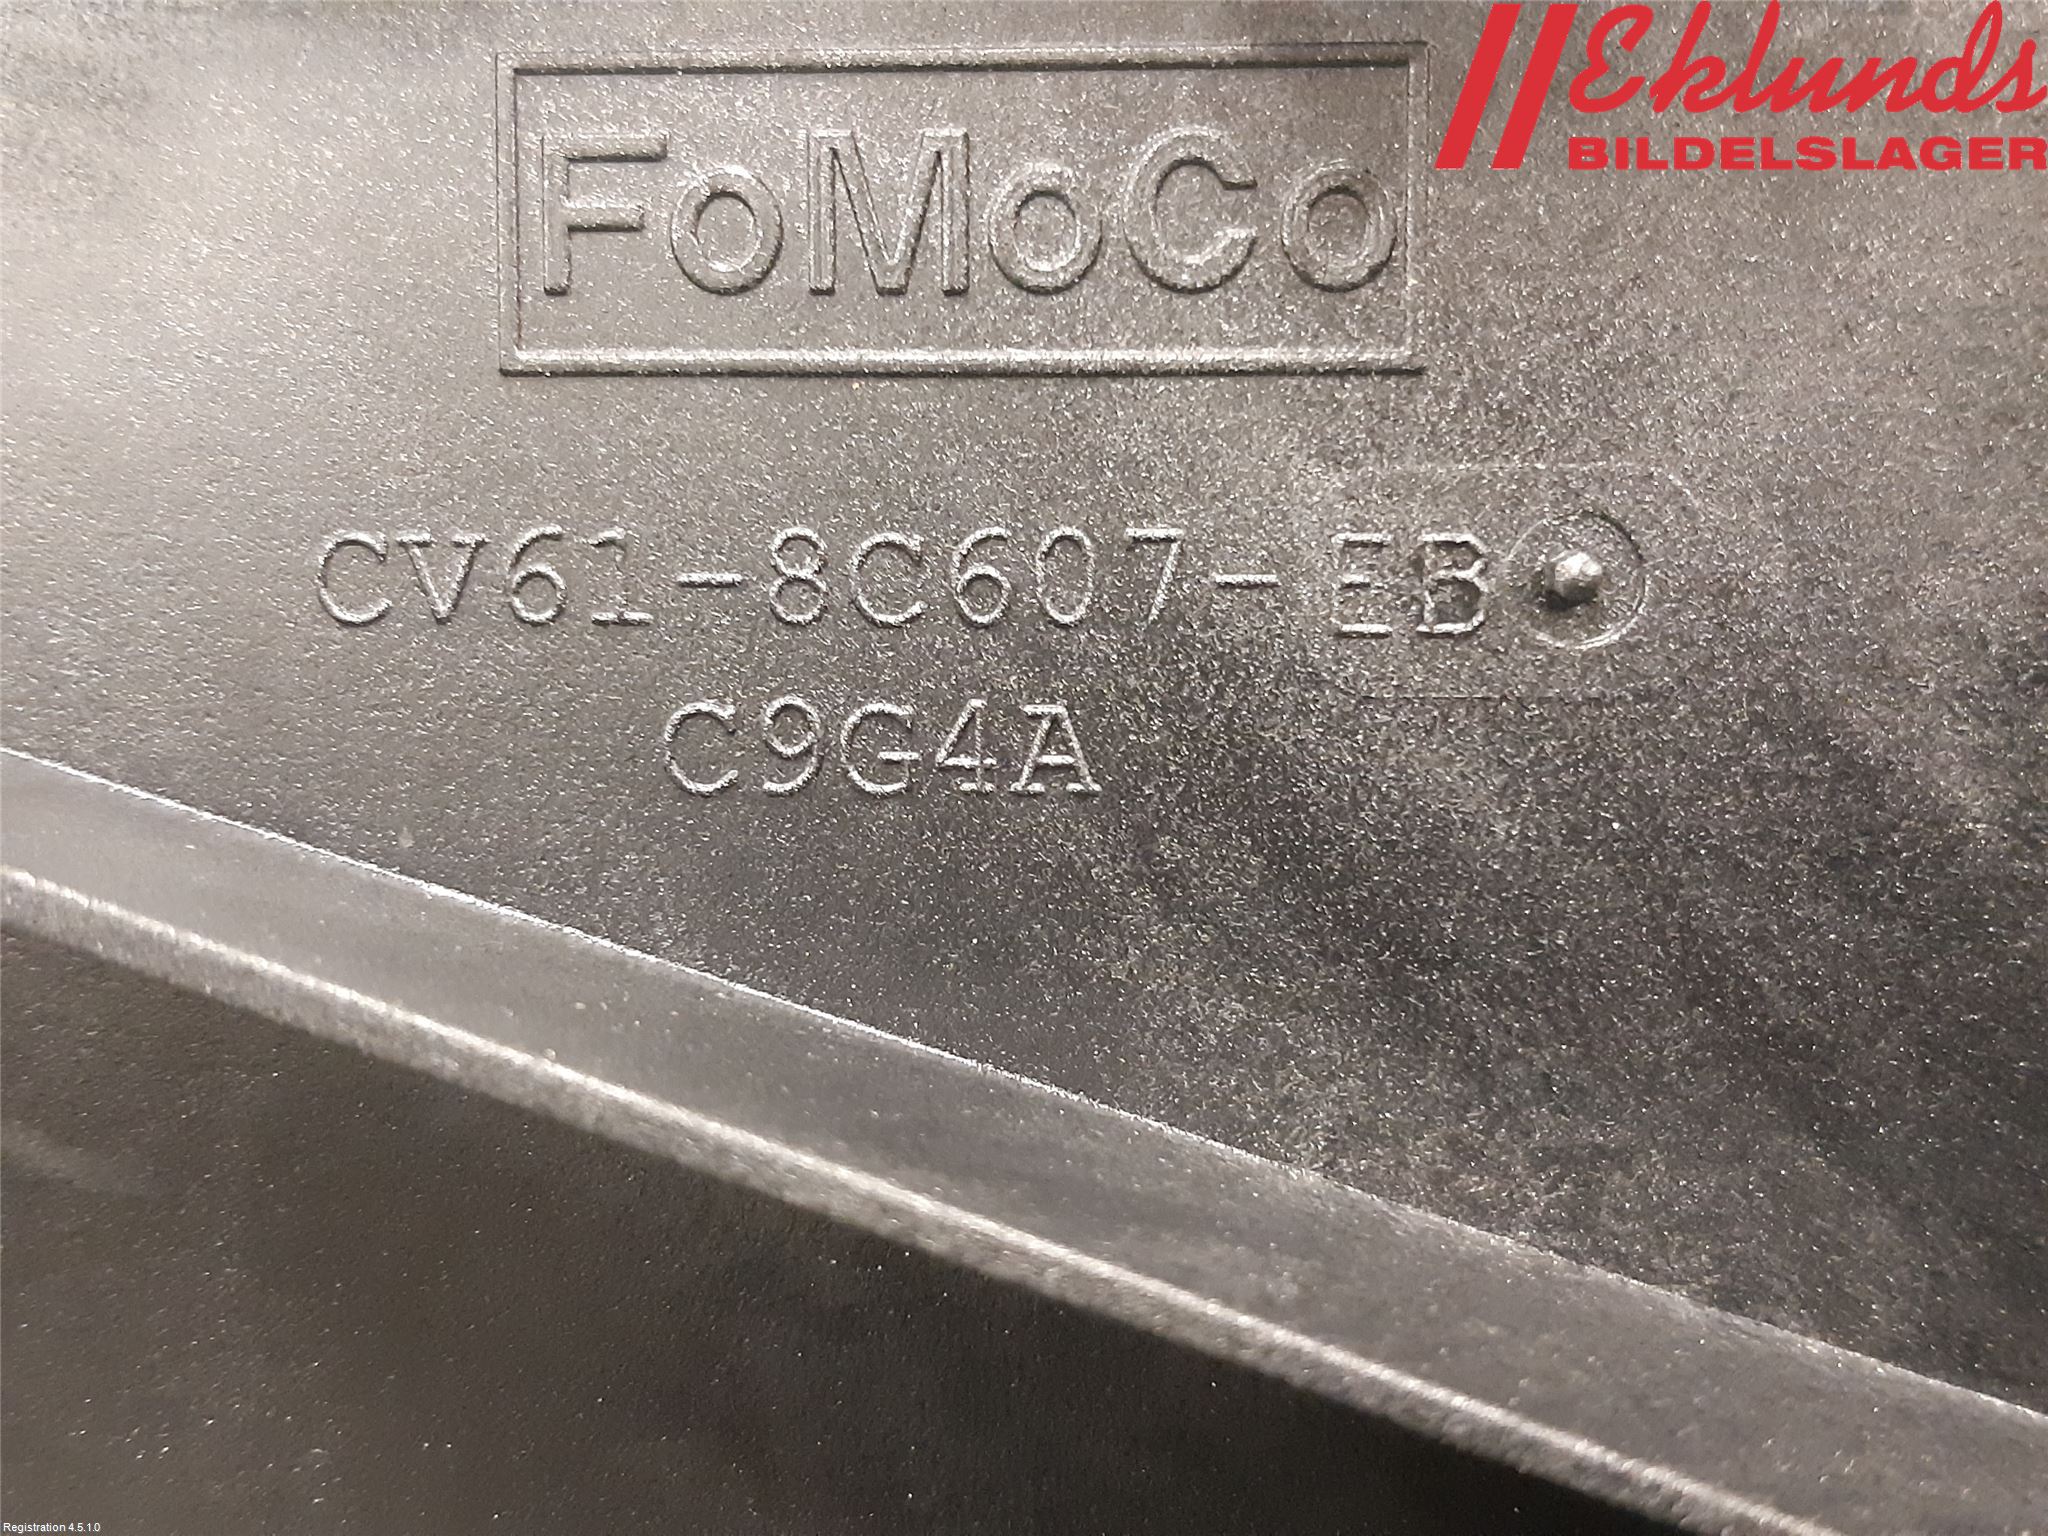 Eklunds
BILDELSLAGER
FoMoCo
CV61-8C607-EB
C9G4A
Registration 4.5.1.0